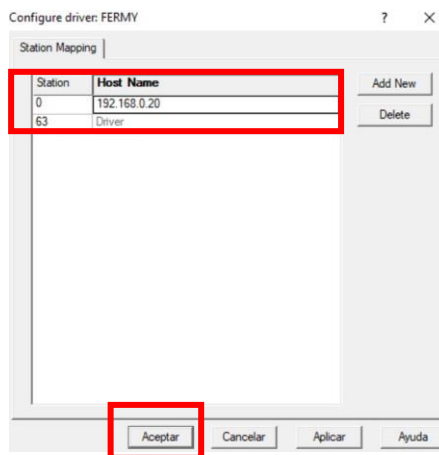 Configure driver: FERMY ? ×
Station Mapping
Station Host Name
0 192.168.0.20
63 Driver
Add New
Delete
Aceptar Cancelar Aplicar Ayuda